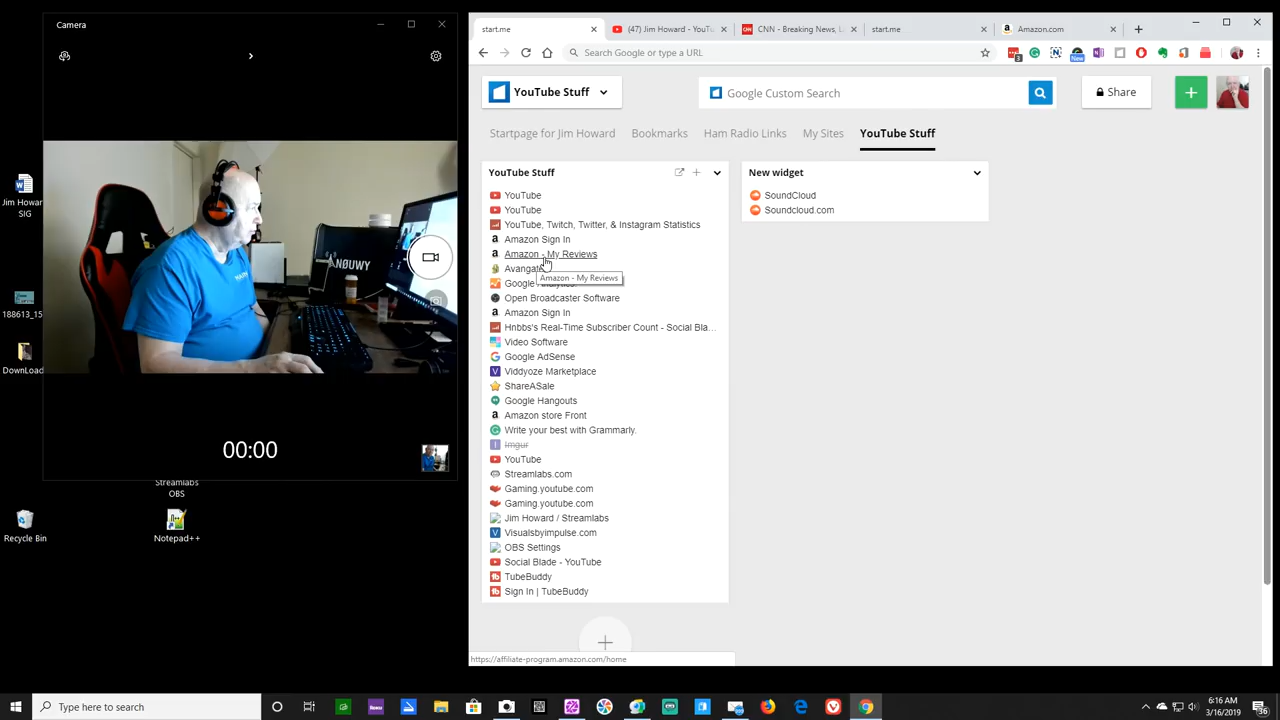 Camera
00:00
Jim Howar
SIG
188613_15
DownLoad
Streamlabs
OBS
Recycle Bin
Notepad++
start.me
(47) Jim Howard - YouTu
CNN - Breaking News, L
start.me
Amazon.com
Search Google or type a URL
3
New
YouTube Stuff
Google Custom Search
Share
Startpage for Jim Howard
Bookmarks
Ham Radio Links
My Sites
YouTube Stuff
YouTube Stuff
YouTube
YouTube
YouTube, Twitch, Twitter, & Instagram Statistics
Amazon Sign In
Amazon - My Reviews
Avangate
Amazon - My Reviews
Google Analytics
Open Broadcaster Software
Amazon Sign In
Hnbbs's Real-Time Subscriber Count - Social Bla...
Video Software
Google AdSense
Viddyoze Marketplace
ShareASale
Google Hangouts
Amazon store Front
Write your best with Grammarly.
Imgur
YouTube
Streamlabs.com
Gaming.youtube.com
Gaming.youtube.com
Jim Howard / Streamlabs
Visualsbyimpulse.com
OBS Settings
Social Blade - YouTube
TubeBuddy
Sign In | TubeBuddy
New widget
SoundCloud
Soundcloud.com
https://affiliate-program.amazon.com/home
Type here to search
6:16 AM
3/16/2019
36